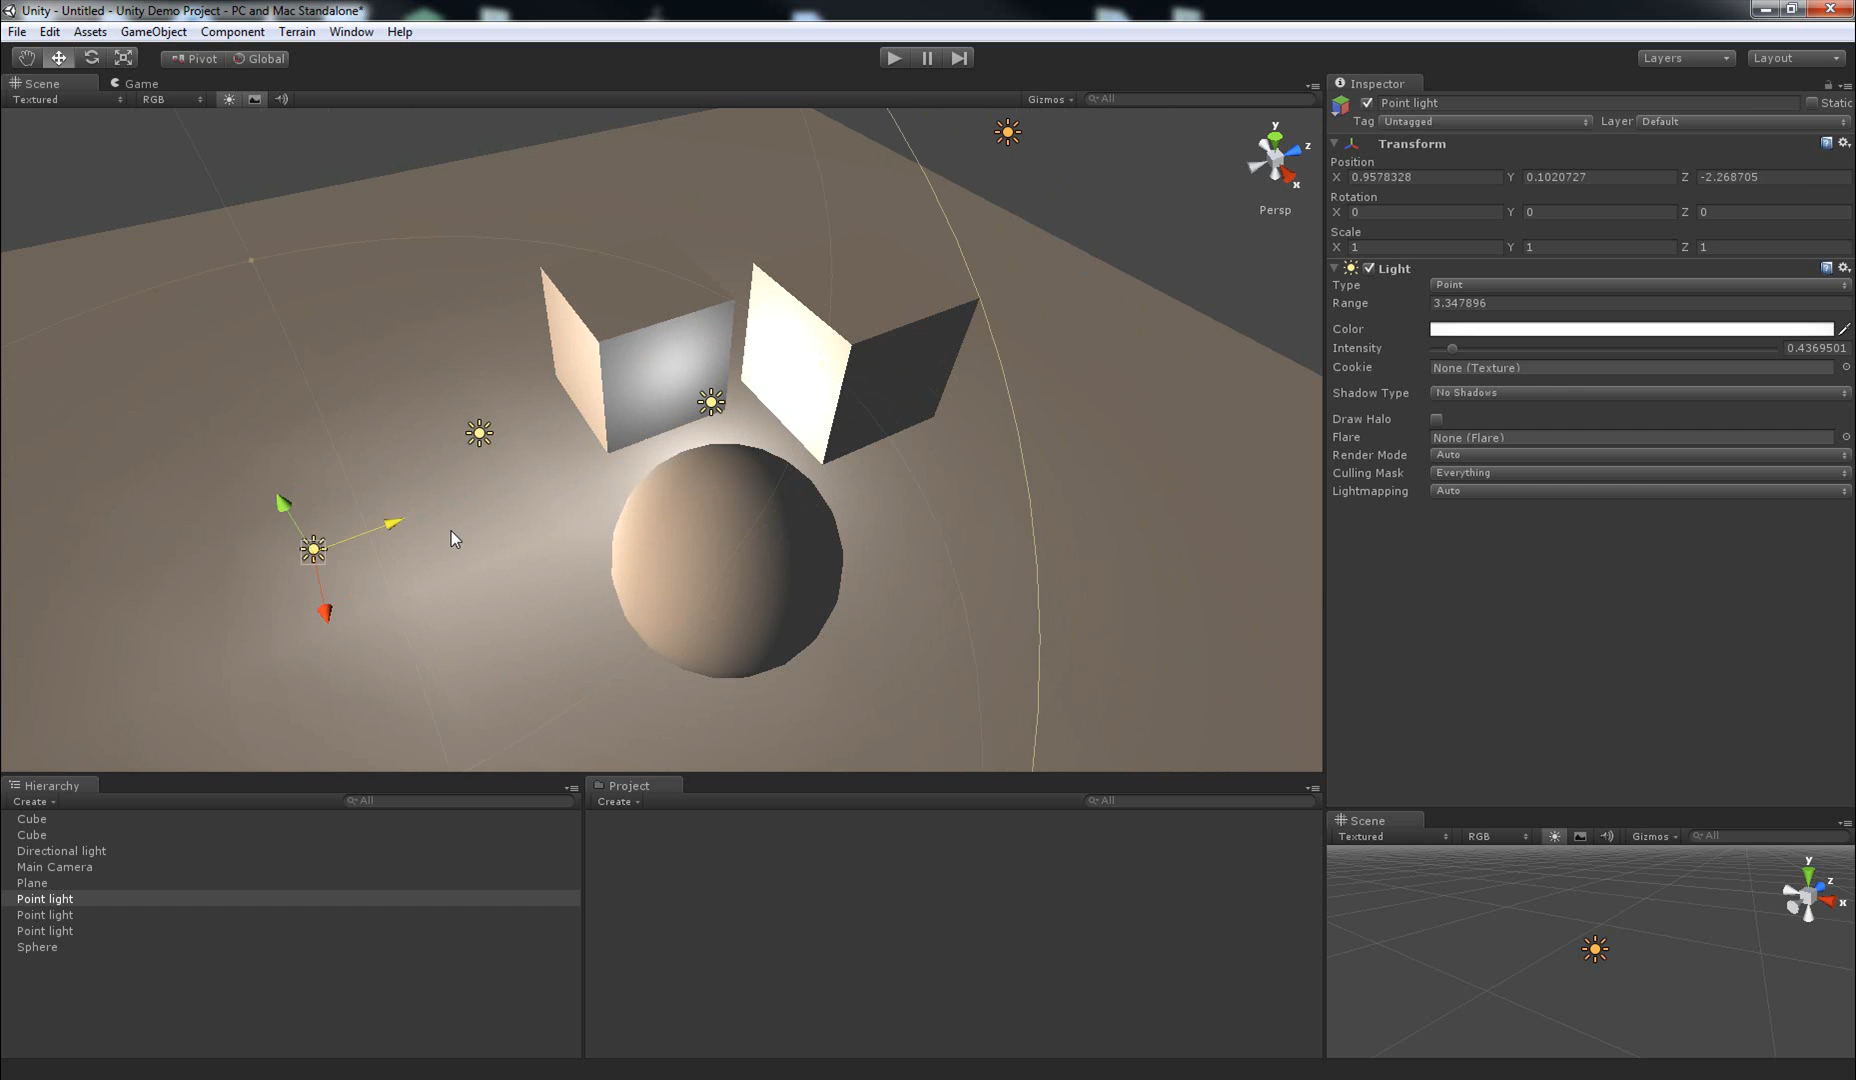 Unity - Untitled - Unity Demo Project - PC and Mac Standalone*
File Edit Assets GameObject Component Terrain Window Help
Pivot Global Layers Layout
Scene Game
Textured RGB Gizmos All
y
z
x
Persp
Inspector
Point light Static
Tag Untagged Layer Default
Transform
Position
X 0.9578328 Y 0.1020727 Z -2.268705
Rotation
X 0 Y 0 Z 0
Scale
X 1 Y 1 Z 1
Light
Type Point
Range 3.347896
Color
Intensity 0.4369501
Cookie None (Texture)
Shadow Type No Shadows
Draw Halo
Flare None (Flare)
Render Mode Auto
Culling Mask Everything
Lightmapping Auto
Hierarchy
Create All
Cube
Cube
Directional light
Main Camera
Plane
Point light
Point light
Point light
Sphere
Project
Create All
Scene
Textured RGB Gizmos All
y
z
x